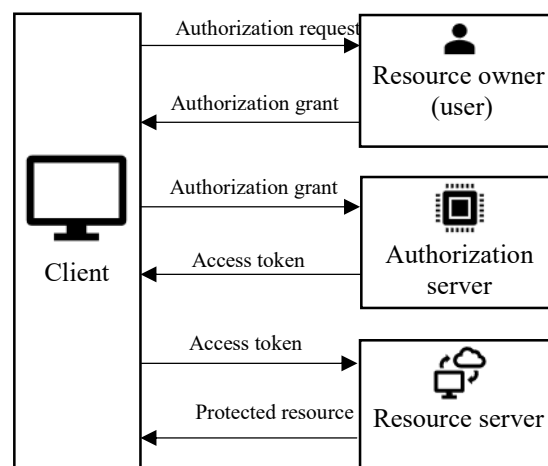 Authorization request
Resource owner
(user)
Authorization grant
Client
Authorization grant
Authorization
server
Access token
Access token
Resource server
Protected resource